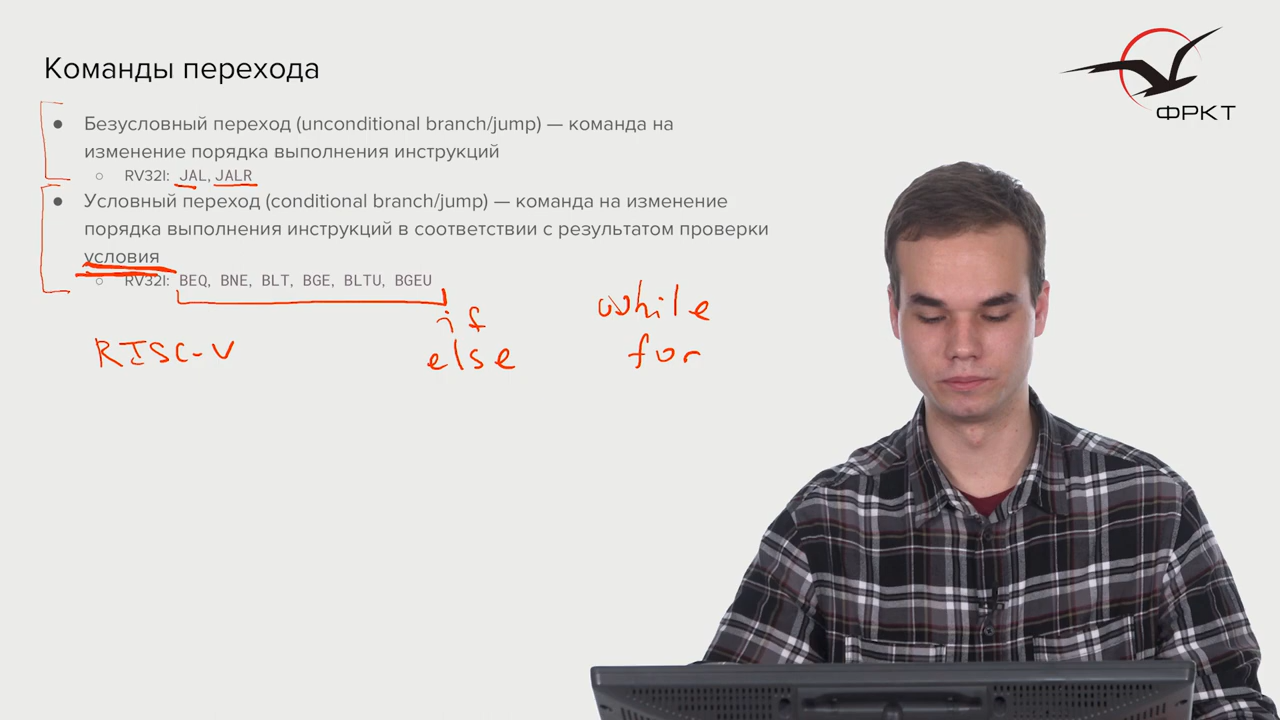 Команды перехода
ФРКТ
● Безусловный переход (unconditional branch/jump) — команда на
изменение порядка выполнения инструкций
○ RV32I: JAL, JALR
● Условный переход (conditional branch/jump) — команда на изменение
порядка выполнения инструкций в соответствии с результатом проверки
условия
○ RV32I: BEQ, BNE, BLT, BGE, BLTU, BGEU
if while
RISC-V else for